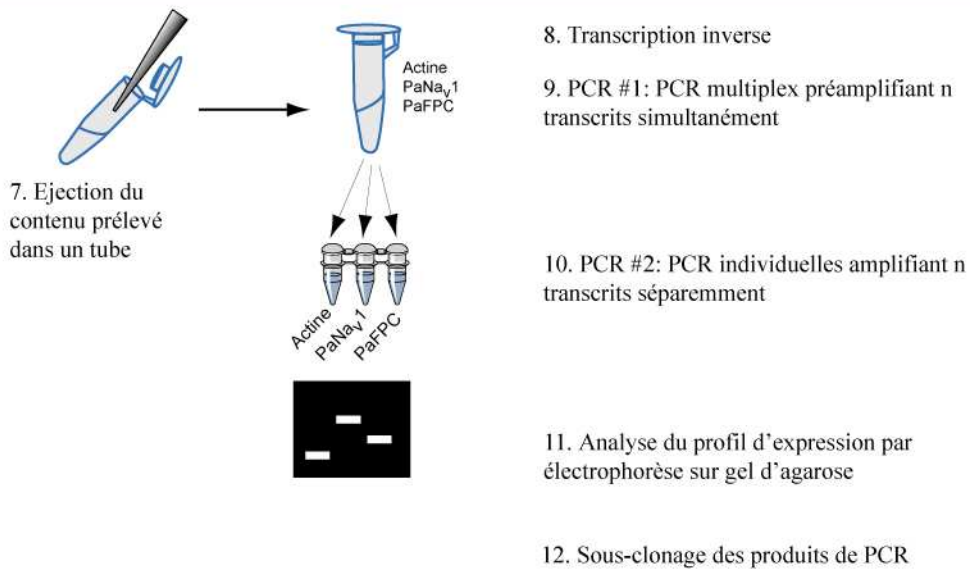 8. Transcription inverse
Actine
PaNav1
PaFPC
9. PCR #1: PCR multiplex préamplifiant n
transcrits simultanément
7. Ejection du
contenu prélevé
dans un tube
10. PCR #2: PCR individuelles amplifiant n
transcrits séparemment
Actine
PaNav1
PaFPC
11. Analyse du profil d'expression par
électrophorèse sur gel d'agarose
12. Sous-clonage des produits de PCR